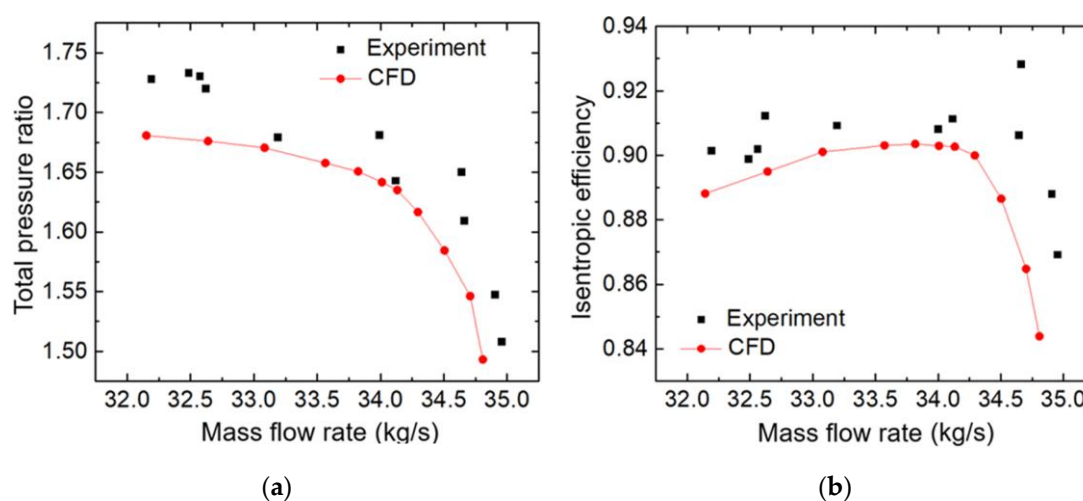 Total pressure ratio
1.75
1.70
1.65
1.60
1.55
1.50
Experiment
CFD
32.0 32.5 33.0 33.5 34.0 34.5 35.0
Mass flow rate (kg/s)
(a)
Isentropic efficiency
0.94
0.92
0.90
0.88
0.86
0.84
Experiment
CFD
32.0 32.5 33.0 33.5 34.0 34.5 35.0
Mass flow rate (kg/s)
(b)